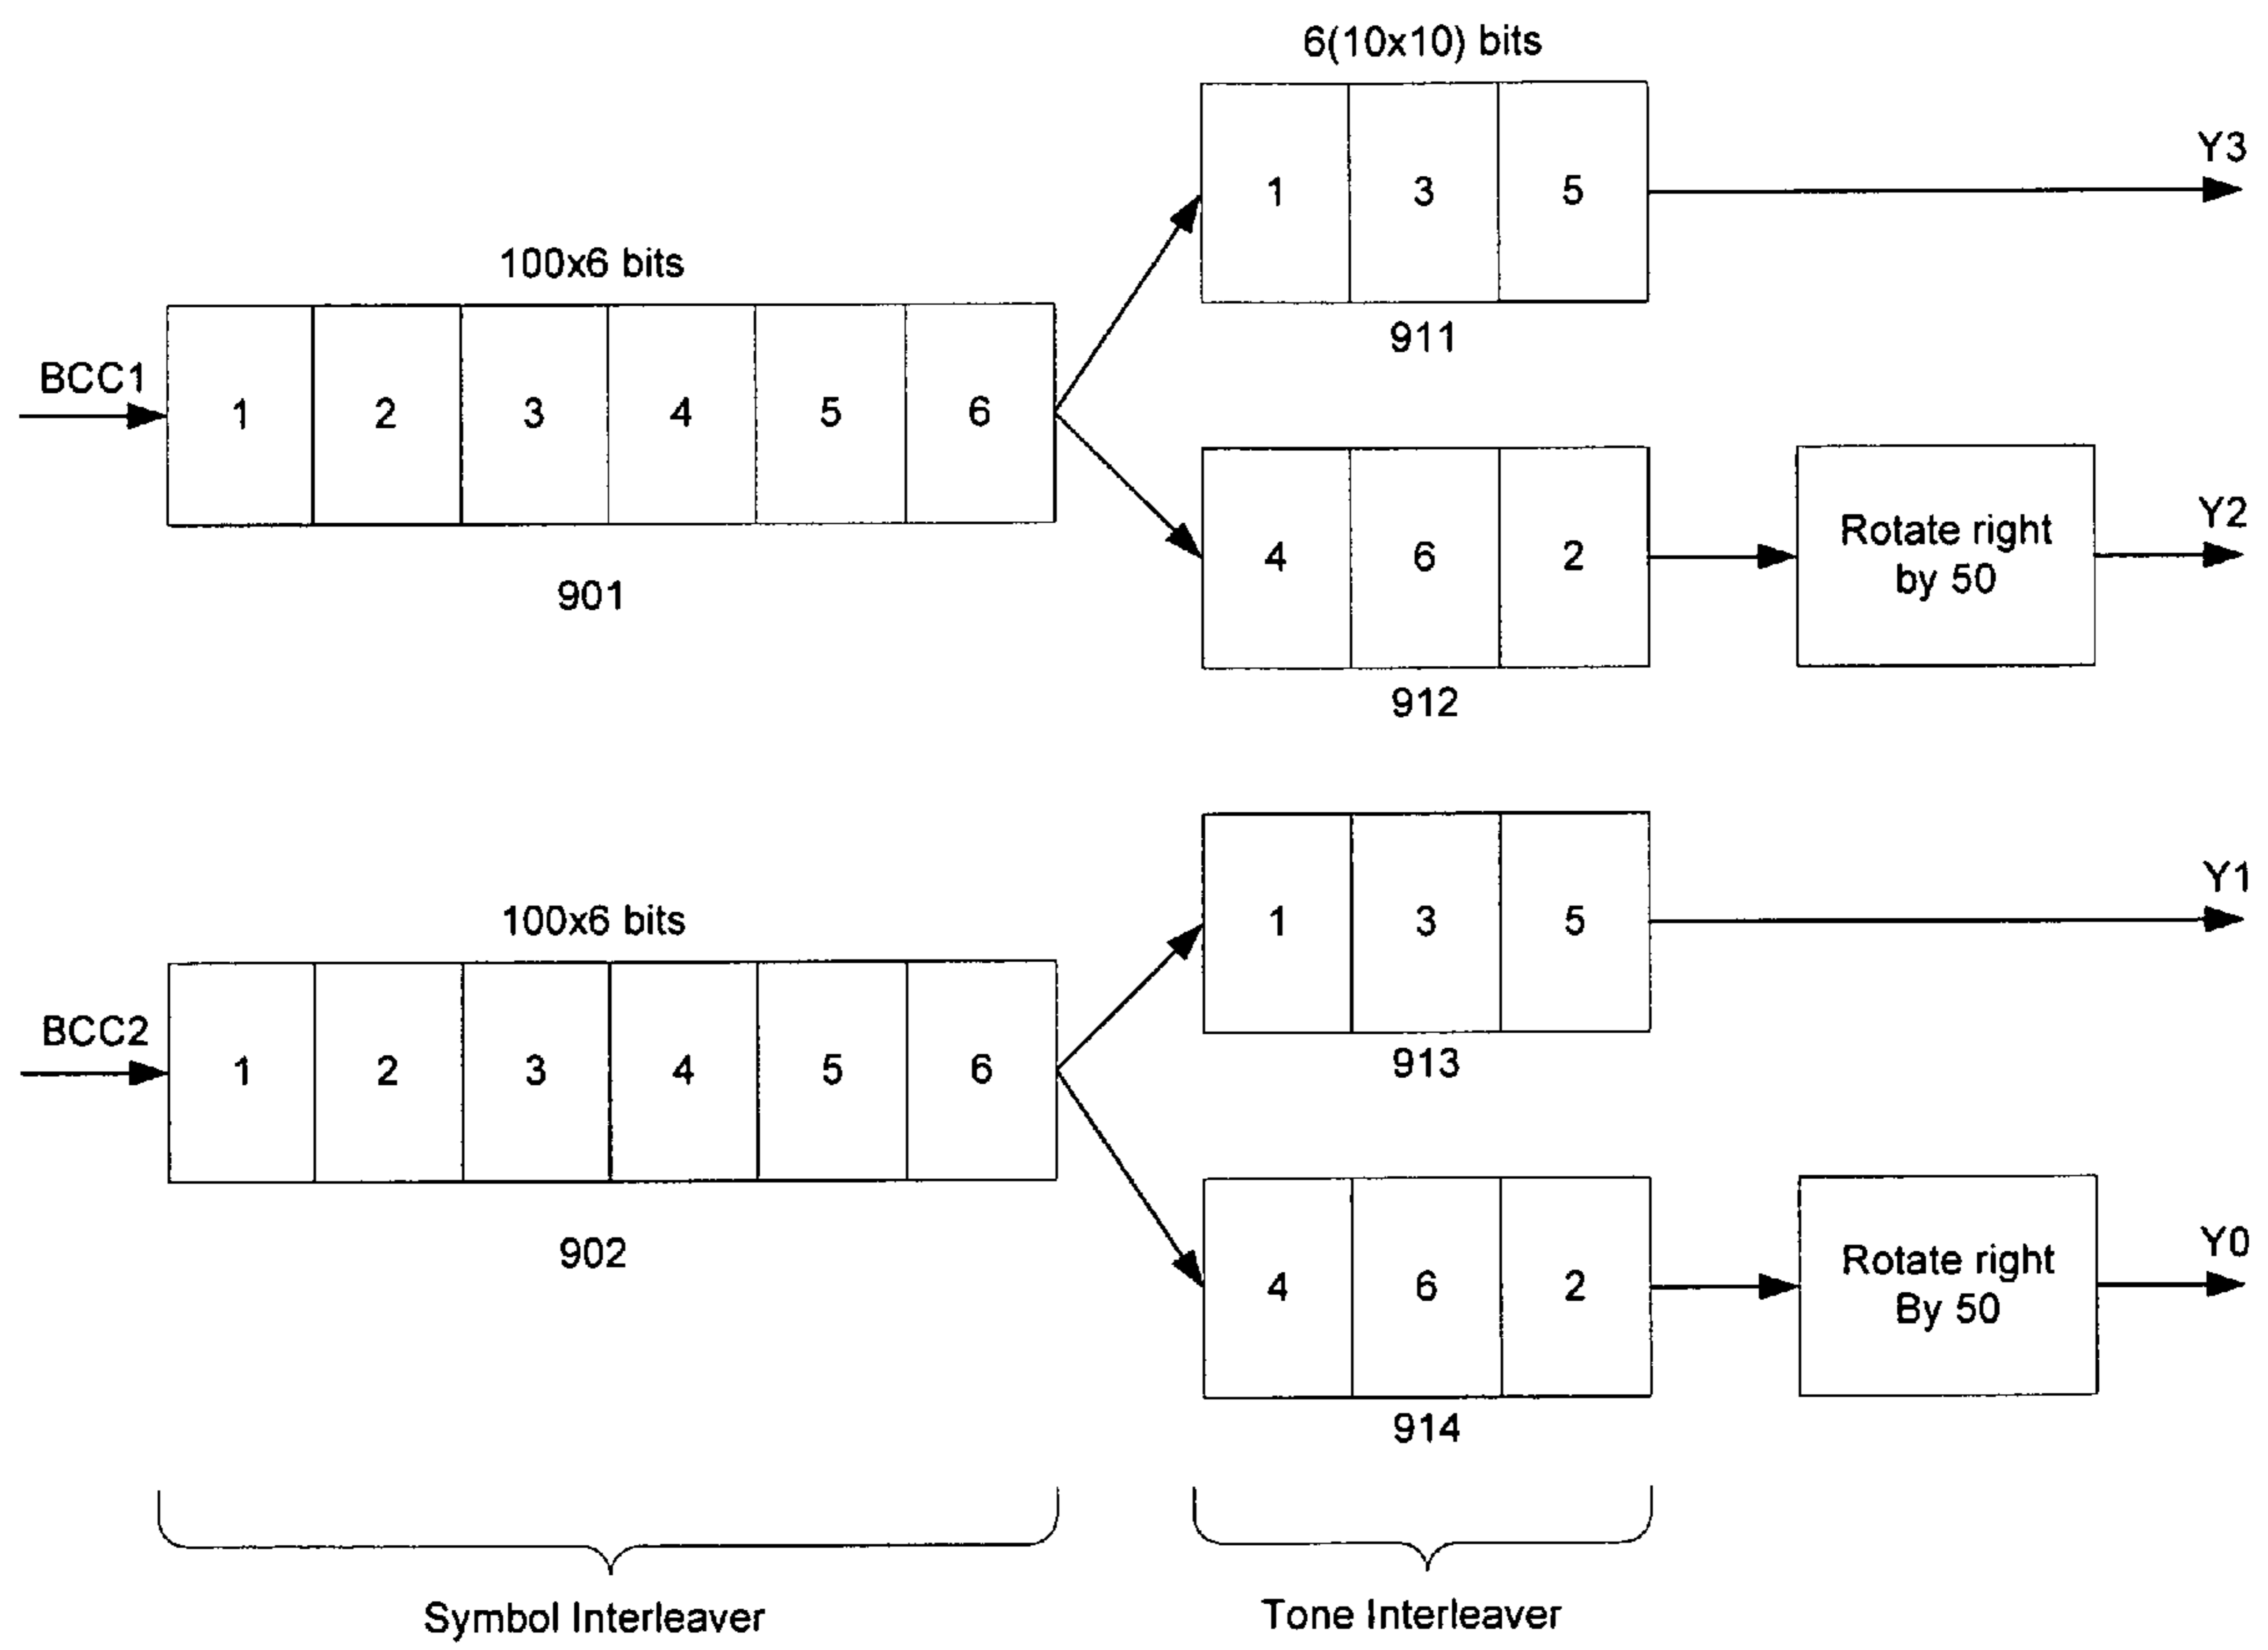 6(10x10) bits
Y3
1 3 5
911
100x6 bits
BCC1
1 2 3 4 5 6
901
Y2
4 6 2
Rotate right
by 50
912
Y1
1 3 5
913
100x6 bits
BCC2
1 2 3 4 5 6
902
Y0
4 6 2
Rotate right
By 50
914
Symbol Interleaver
Tone Interleaver